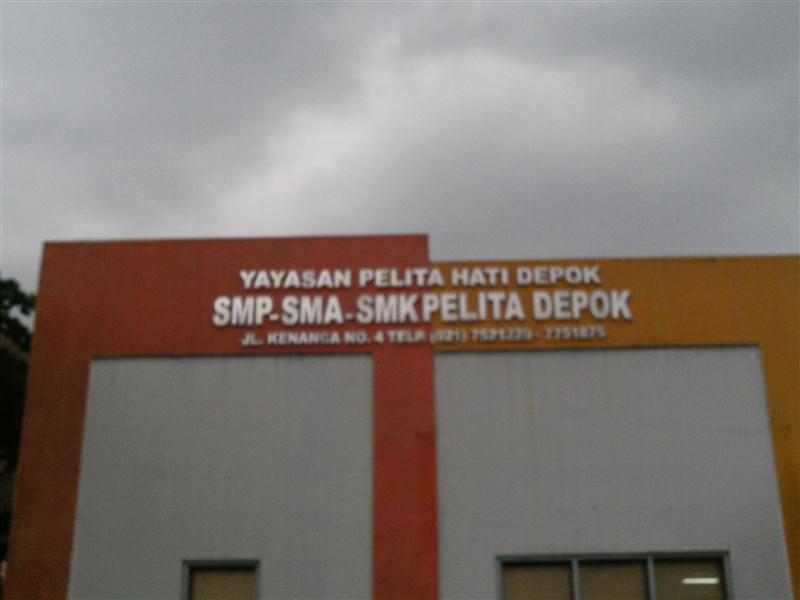 YAYASAN PELITA HATI DEPOK
SMP-SMA-SMK PELITA DEPOK
JL. KENANGA NO. 4 TELP. (021) 7521229 - 7751875